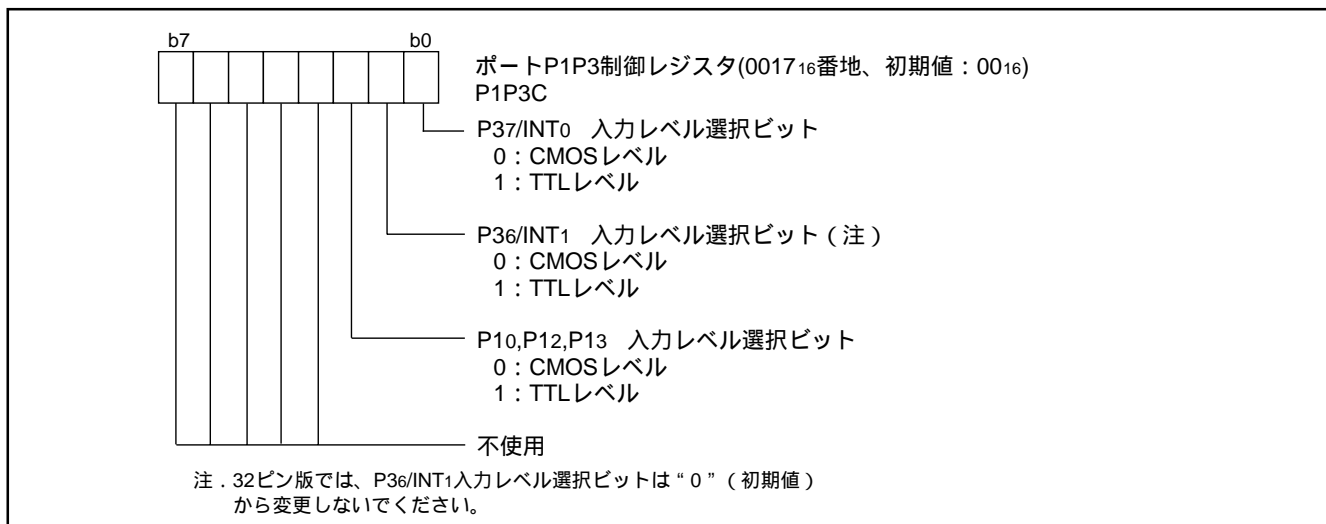 b7 b0
ポートP1P3制御レジスタ(0017₁₆番地、初期値：00₁₆)
P1P3C
P3₇/INT₀　入力レベル選択ビット
0：CMOSレベル
1：TTLレベル
P3₆/INT₁　入力レベル選択ビット（注）
0：CMOSレベル
1：TTLレベル
P1₀,P1₂,P1₃　入力レベル選択ビット
0：CMOSレベル
1：TTLレベル
不使用
注．32ピン版では、P3₆/INT₁入力レベル選択ビットは“0”（初期値）
から変更しないでください。